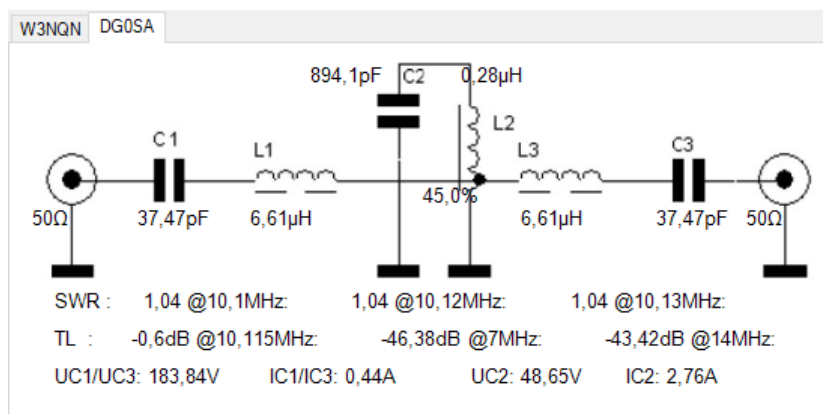 W3NQN DG0SA
894,1pF C2 0,28µH
L2
C1 L1 L3 C3
45,0%
50Ω 37,47pF 6,61µH 6,61µH 37,47pF 50Ω
SWR : 1,04 @10,1MHz: 1,04 @10,12MHz: 1,04 @10,13MHz:
TL : -0,6dB @10,115MHz: -46,38dB @7MHz: -43,42dB @14MHz:
UC1/UC3: 183,84V IC1/IC3: 0,44A UC2: 48,65V IC2: 2,76A